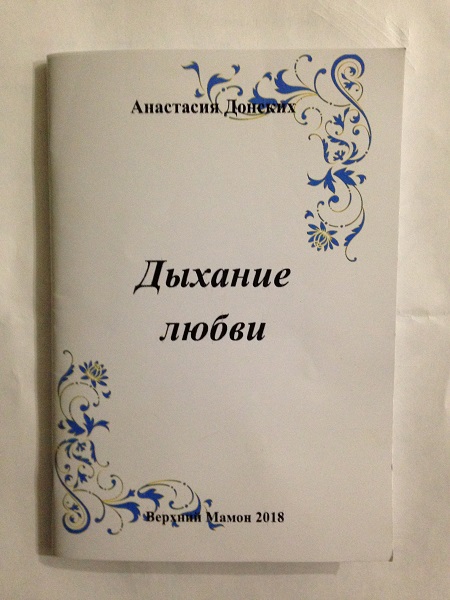 Анастасия Донских
Дыхание
любви
Верхний Мамон 2018